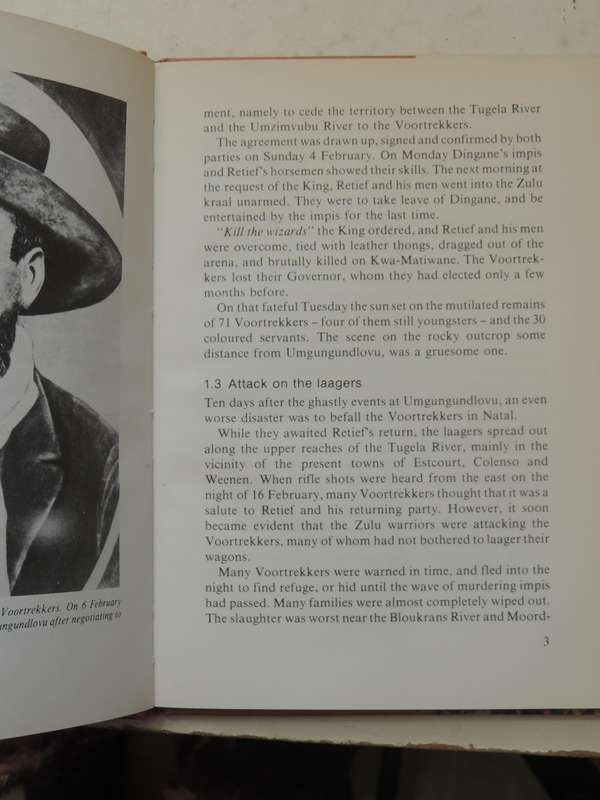 Voortrekkers. On 6 February
ungundlovu after negotiating to
ment, namely to cede the territory between the Tugela River
and the Umzimvubu River to the Voortrekkers.
The agreement was drawn up, signed and confirmed by both
parties on Sunday 4 February. On Monday Dingane's impis
and Retief's horsemen showed their skills. The next morning at
the request of the King, Retief and his men went into the Zulu
kraal unarmed. They were to take leave of Dingane, and be
entertained by the impis for the last time.
"Kill the wizards" the King ordered, and Retief and his men
were overcome, tied with leather thongs, dragged out of the
arena, and brutally killed on Kwa-Matiwane. The Voortrek-
kers lost their Governor, whom they had elected only a few
months before.
On that fateful Tuesday the sun set on the mutilated remains
of 71 Voortrekkers – four of them still youngsters – and the 30
coloured servants. The scene on the rocky outcrop some
distance from Umgungundlovu, was a gruesome one.
1.3 Attack on the laagers
Ten days after the ghastly events at Umgungundlovu, an even
worse disaster was to befall the Voortrekkers in Natal.
While they awaited Retief's return, the laagers spread out
along the upper reaches of the Tugela River, mainly in the
vicinity of the present towns of Estcourt, Colenso and
Weenen. When rifle shots were heard from the east on the
night of 16 February, many Voortrekkers thought that it was a
salute to Retief and his returning party. However, it soon
became evident that the Zulu warriors were attacking the
Voortrekkers, many of whom had not bothered to laager their
wagons.
Many Voortrekkers were warned in time, and fled into the
night to find refuge, or hid until the wave of murdering impis
had passed. Many families were almost completely wiped out.
The slaughter was worst near the Bloukrans River and Moord-
3